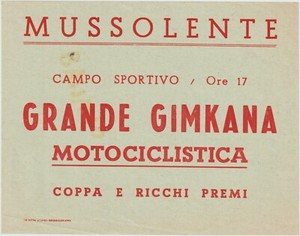 MUSSOLENTE
CAMPO SPORTIVO / Ore 17
GRANDE GIMKANA
MOTOCICLISTICA
COPPA E RICCHI PREMI